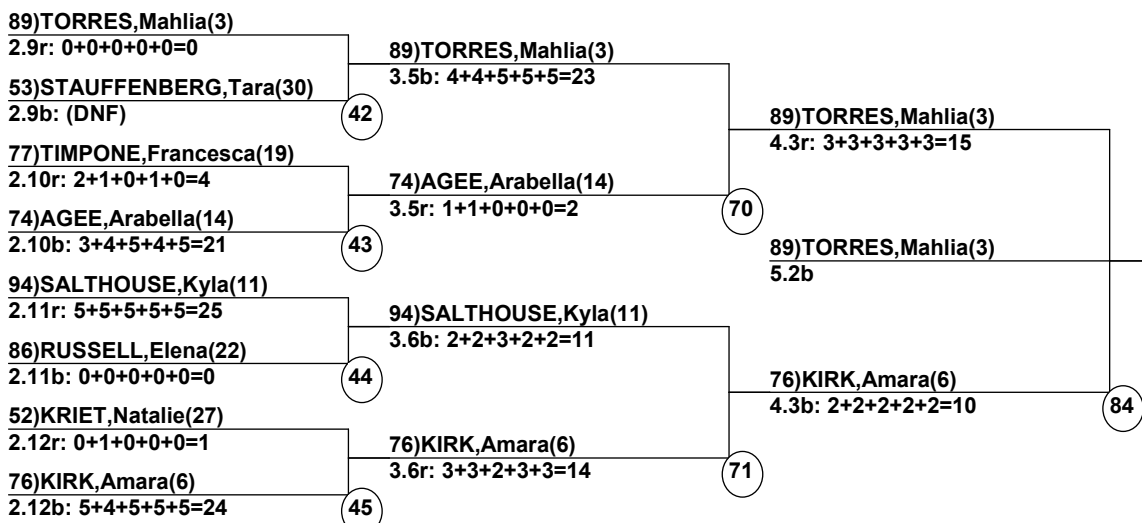 89)TORRES,Mahlia(3)
2.9r: 0+0+0+0+0=0
53)STAUFFENBERG,Tara(30)
2.9b: (DNF)
42
77)TIMPONE,Francesca(19)
2.10r: 2+1+0+1+0=4
74)AGEE,Arabella(14)
2.10b: 3+4+5+4+5=21
43
94)SALTHOUSE,Kyla(11)
2.11r: 5+5+5+5+5=25
86)RUSSELL,Elena(22)
2.11b: 0+0+0+0+0=0
44
52)KRIET,Natalie(27)
2.12r: 0+1+0+0+0=1
76)KIRK,Amara(6)
2.12b: 5+4+5+5+5=24
45
89)TORRES,Mahlia(3)
3.5b: 4+4+5+5+5=23
74)AGEE,Arabella(14)
3.5r: 1+1+0+0+0=2
70
94)SALTHOUSE,Kyla(11)
3.6b: 2+2+3+2+2=11
76)KIRK,Amara(6)
3.6r: 3+3+2+3+3=14
71
89)TORRES,Mahlia(3)
4.3r: 3+3+3+3+3=15
89)TORRES,Mahlia(3)
5.2b
76)KIRK,Amara(6)
4.3b: 2+2+2+2+2=10
84